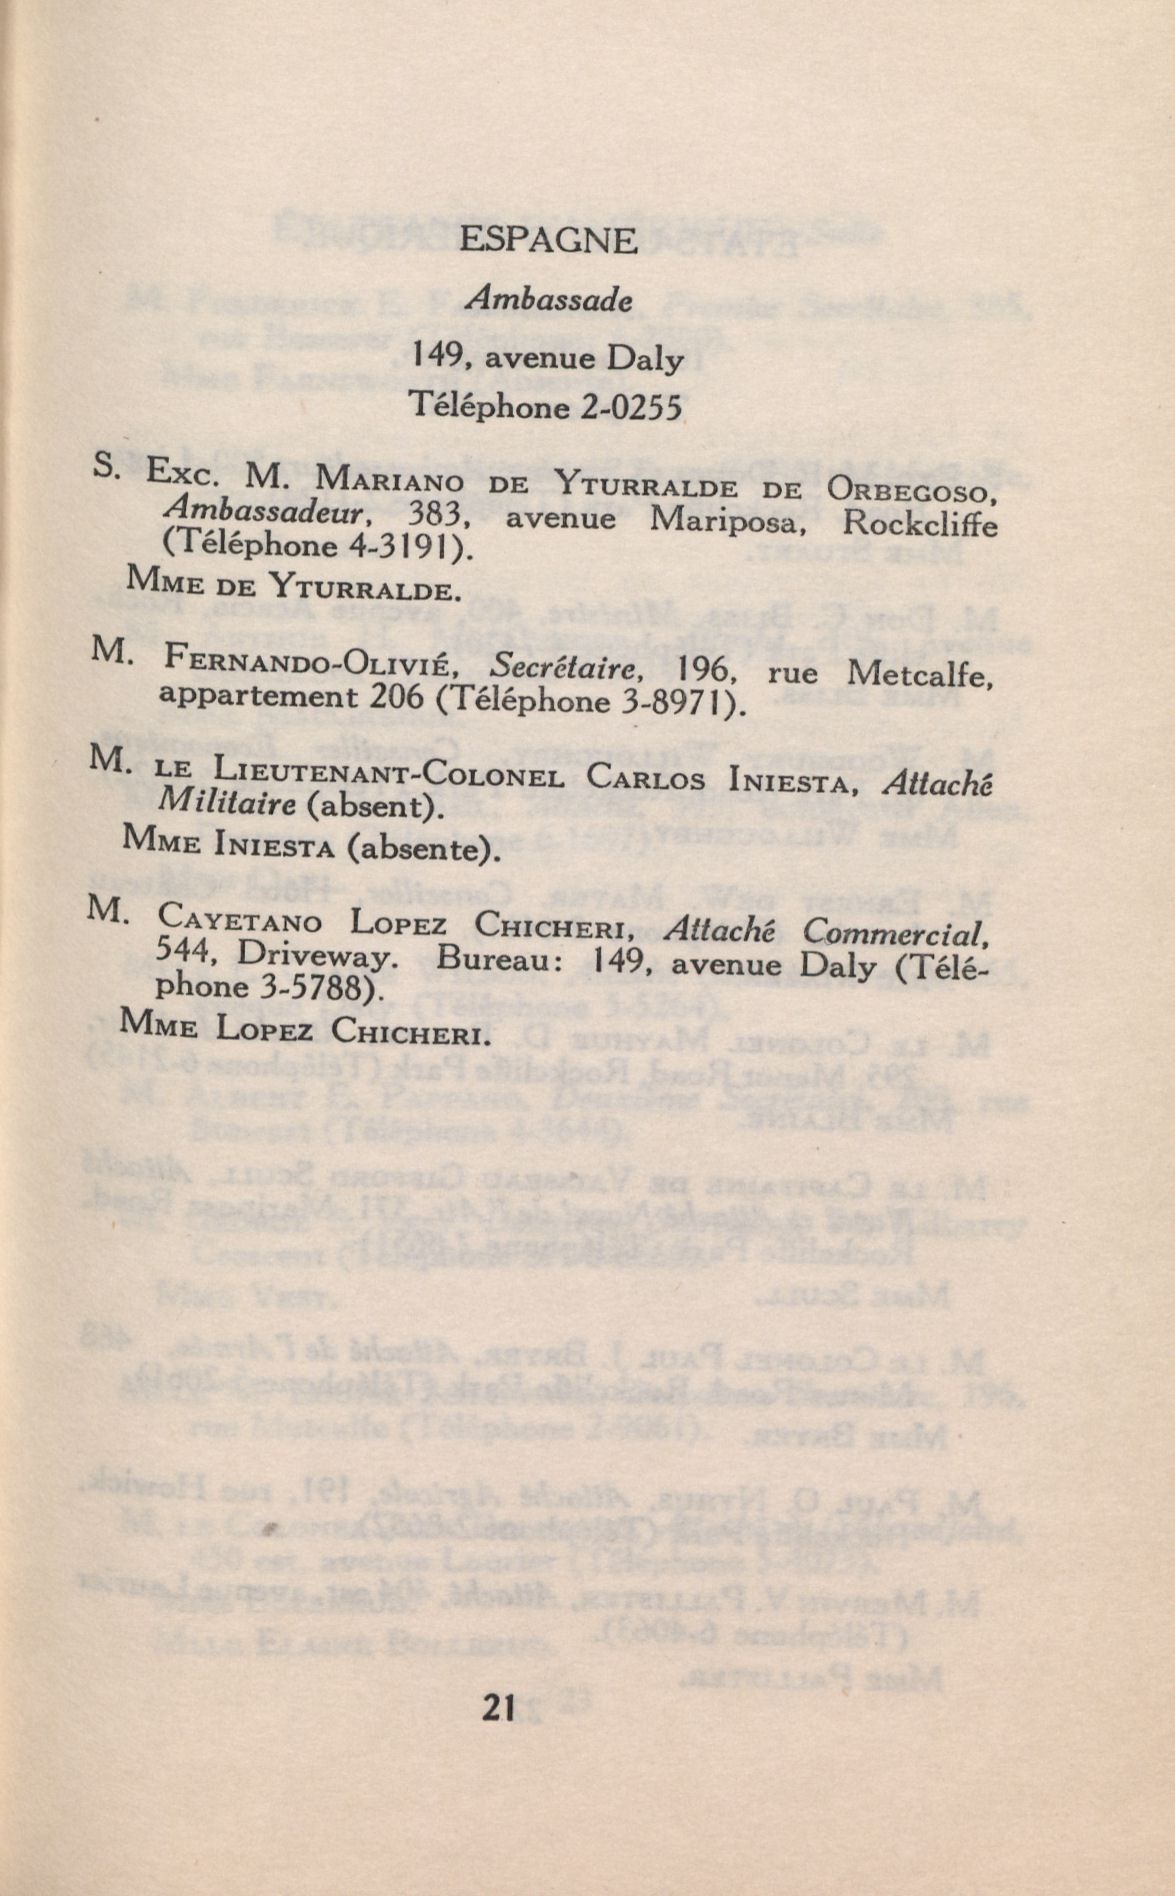 ESPAGNE
Ambassade
149, avenue Daly
Téléphone 2-0255
S. Exc. M. Mariano de Yturralde de Orbegoso,
Ambassadeur, 383, avenue Mariposa, Rockcliffe
(Téléphone 4-3191).
Mme de Yturralde.
M. Fernando-Olivié, Secrétaire, 196, rue Metcalfe,
appartement 206 (Téléphone 3-8971).
M. le Lieutenant-Colonel Carlos Iniesta, Attaché
Militaire (absent).
Mme Iniesta (absente).
M. Cayetano Lopez Chicheri, Attaché Commercial,
544, Driveway. Bureau: 149, avenue Daly (Télé-
phone 3-5788).
Mme Lopez Chicheri.
21